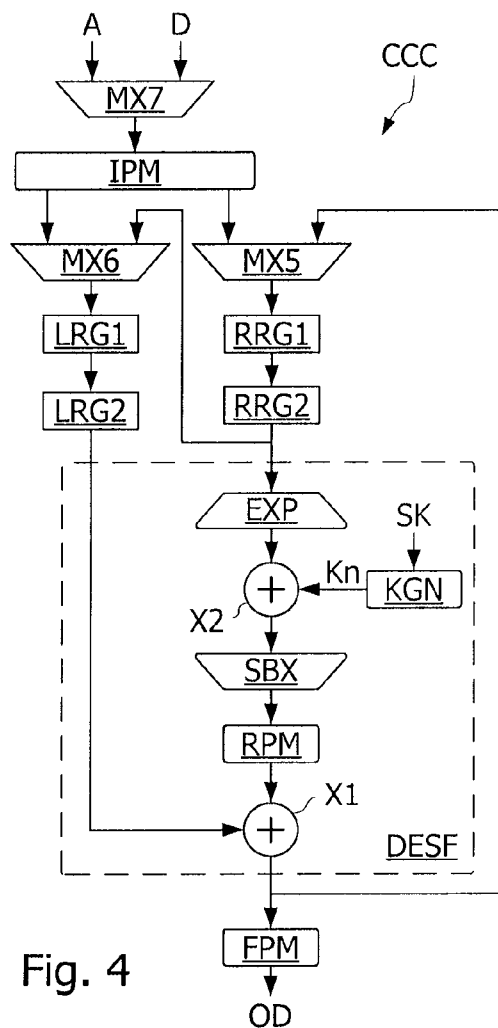 A D
CCC
MX7
IPM
MX6 MX5
LRG1 RRG1
LRG2 RRG2
EXP
SK
Kn
KGN
X2
SBX
RPM
X1
DESF
FPM
Fig. 4
OD